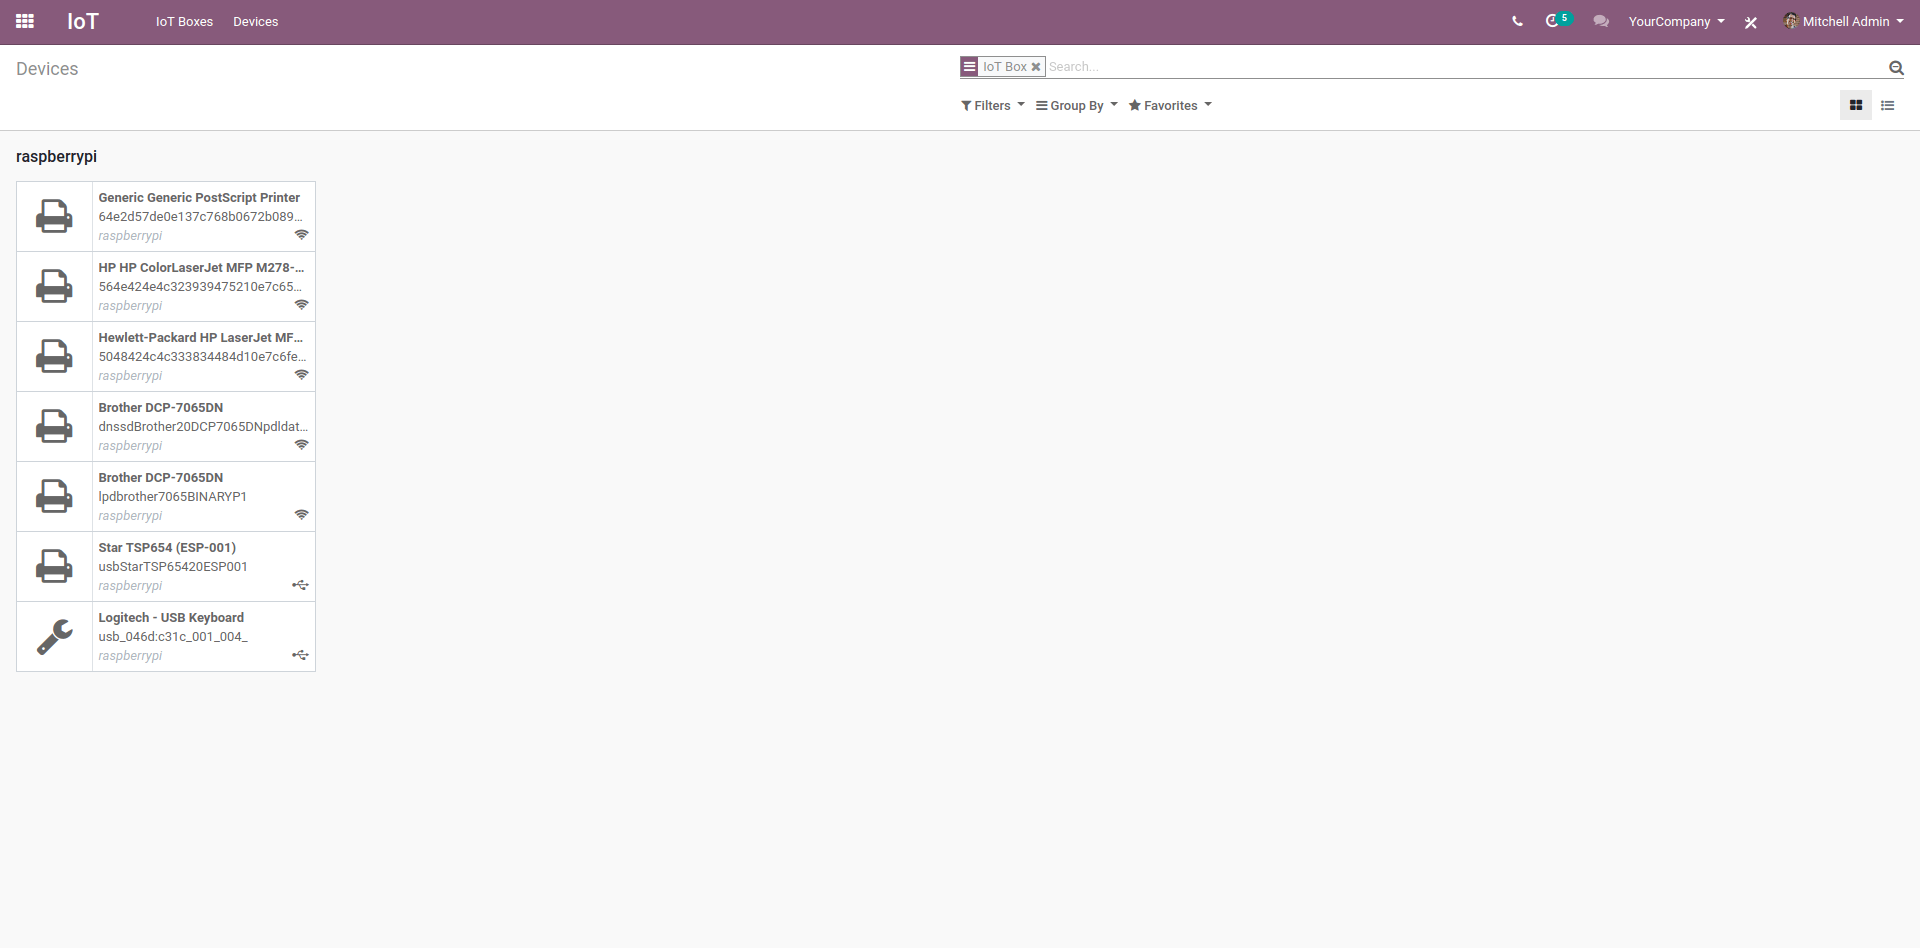 IoT IoT Boxes Devices 5 YourCompany Mitchell Admin
Devices
IoT Box Search...
Filters Group By Favorites
raspberrypi
Generic Generic PostScript Printer
64e2d57de0e137c768b0672b089...
raspberrypi
HP HP ColorLaserJet MFP M278-...
564e424e4c323939475210e7c65...
raspberrypi
Hewlett-Packard HP LaserJet MF...
5048424c4c333834484d10e7c6fe...
raspberrypi
Brother DCP-7065DN
dnssdBrother20DCP7065DNpdldat...
raspberrypi
Brother DCP-7065DN
lpdbrother7065BINARYP1
raspberrypi
Star TSP654 (ESP-001)
usbStarTSP65420ESP001
raspberrypi
Logitech - USB Keyboard
usb_046d:c31c_001_004_
raspberrypi